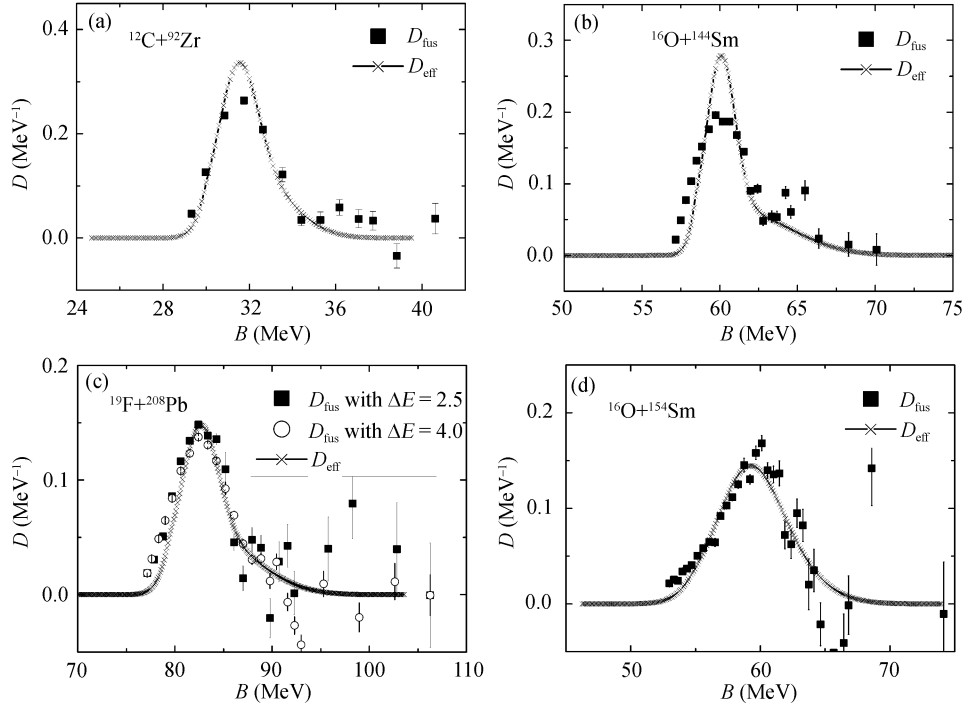 (a)
¹²C+⁹²Zr
D_fus
D_eff
0.4
0.2
0.0
D (MeV⁻¹)
24 28 32 36 40
B (MeV)
(b)
¹⁶O+¹⁴⁴Sm
D_fus
D_eff
0.3
0.2
0.1
0.0
D (MeV⁻¹)
50 55 60 65 70 75
B (MeV)
(c)
¹⁹F+²⁰⁸Pb
D_fus with ΔE = 2.5
D_fus with ΔE = 4.0
D_eff
0.2
0.1
0.0
D (MeV⁻¹)
70 80 90 100 110
B (MeV)
(d)
¹⁶O+¹⁵⁴Sm
D_fus
D_eff
0.2
0.1
0.0
D (MeV⁻¹)
50 60 70
B (MeV)